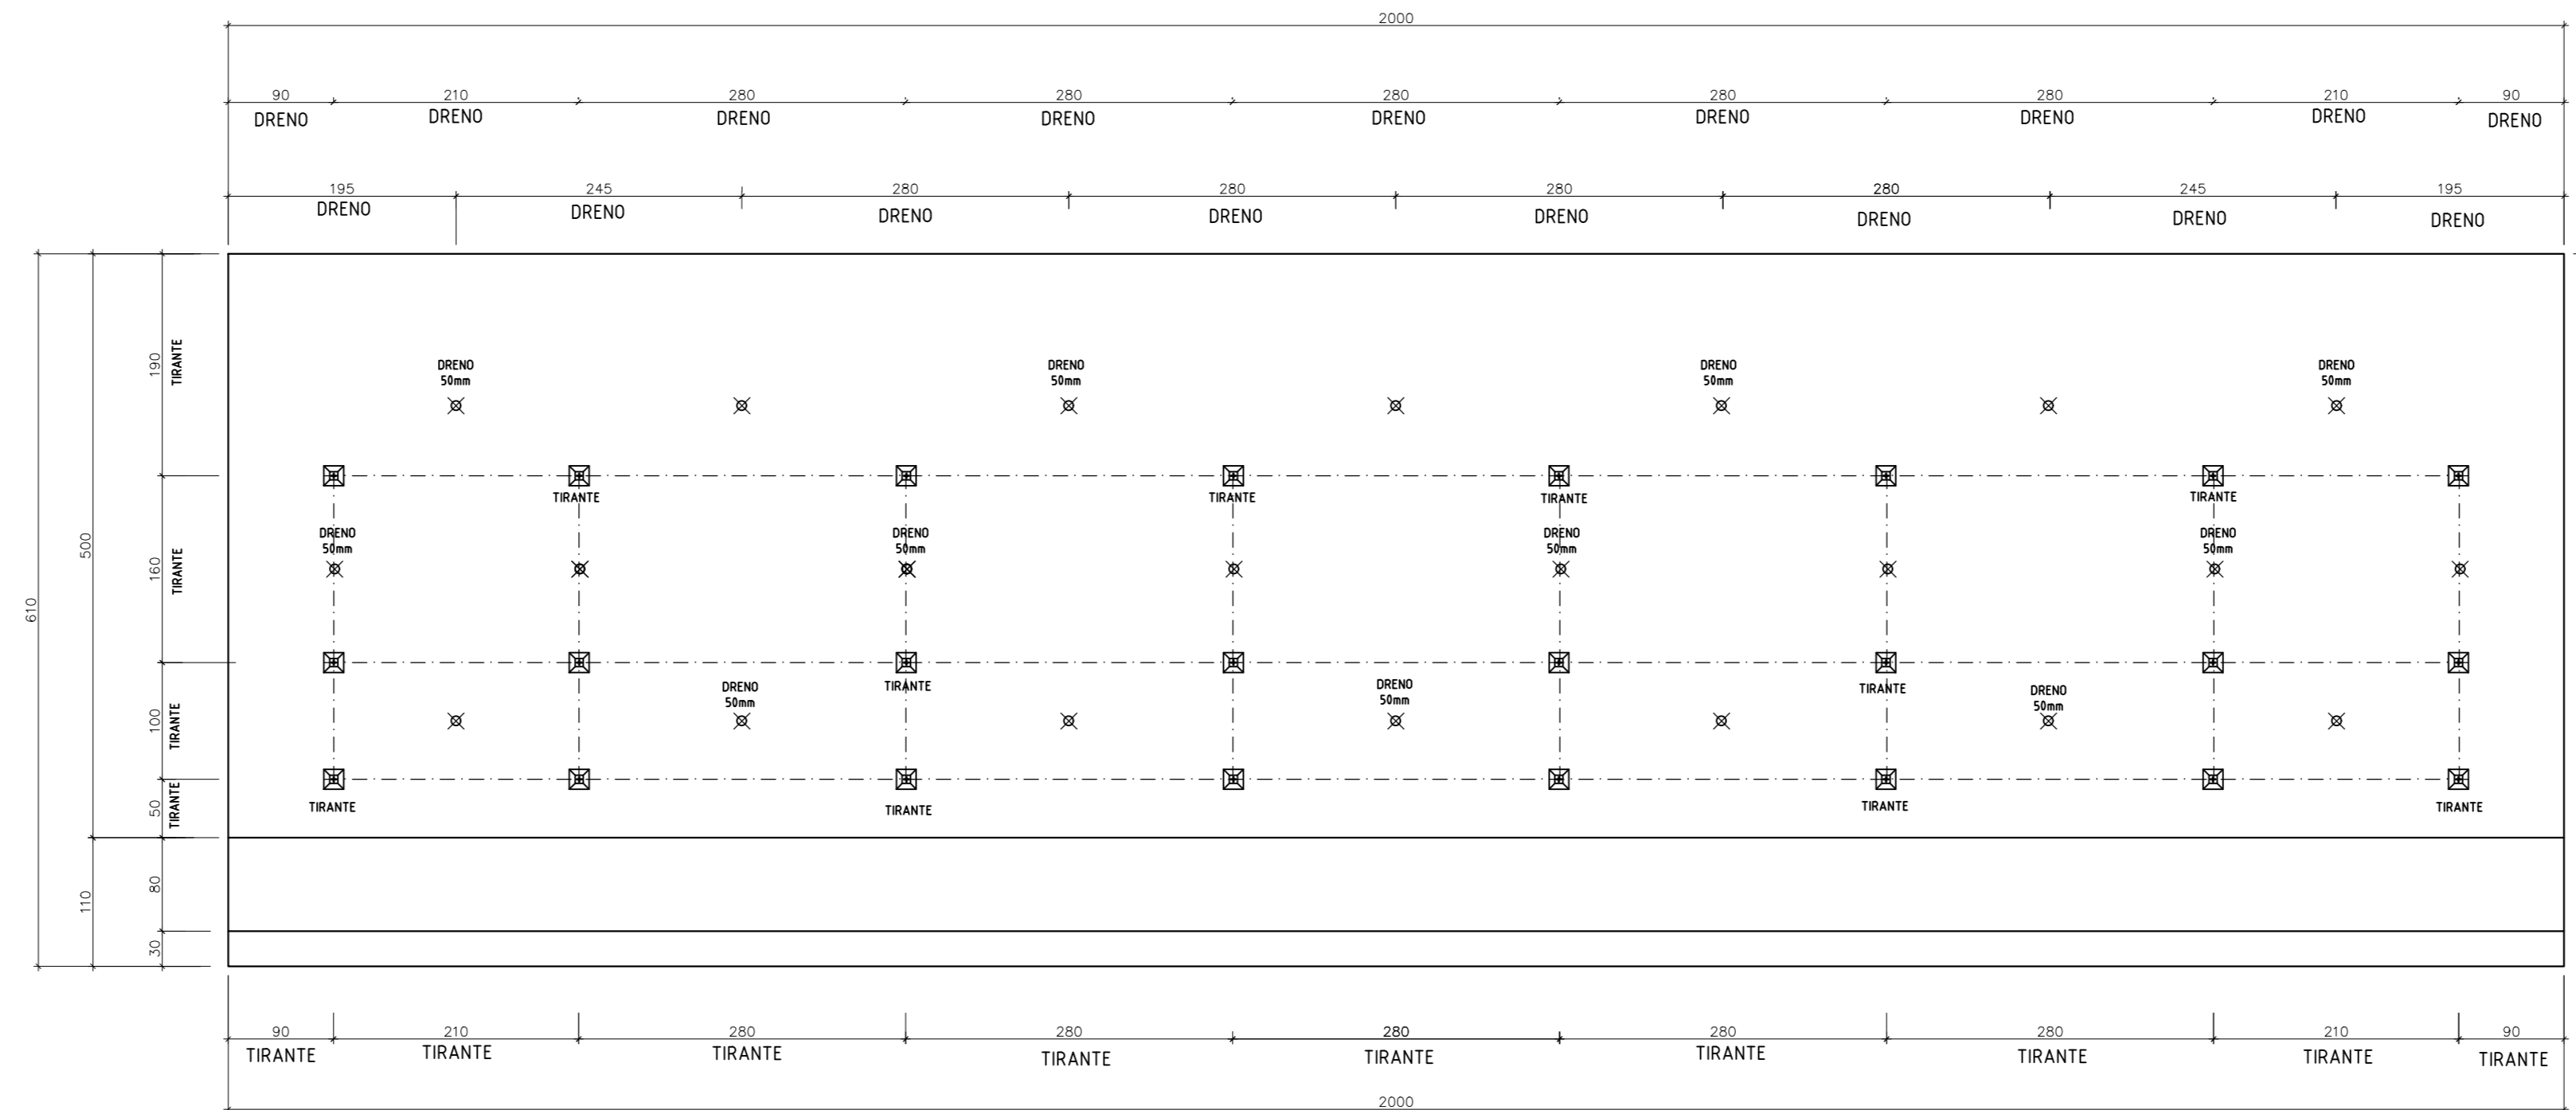 2000
90 210 280 280 280 280 280 210 90
DRENO DRENO DRENO DRENO DRENO DRENO DRENO DRENO DRENO
195 245 280 280 280 280 245 195
DRENO DRENO DRENO DRENO DRENO DRENO DRENO DRENO
190 TIRANTE
DRENO DRENO DRENO DRENO
50mm 50mm 50mm 50mm
TIRANTE TIRANTE TIRANTE TIRANTE
610 500 160 TIRANTE
DRENO DRENO DRENO DRENO
50mm 50mm 50mm 50mm
TIRANTE TIRANTE
100 TIRANTE
DRENO DRENO DRENO
50mm 50mm 50mm
50 TIRANTE
TIRANTE TIRANTE TIRANTE TIRANTE
110 80
30
90 210 280 280 280 280 280 210 90
TIRANTE TIRANTE TIRANTE TIRANTE TIRANTE TIRANTE TIRANTE TIRANTE TIRANTE
2000